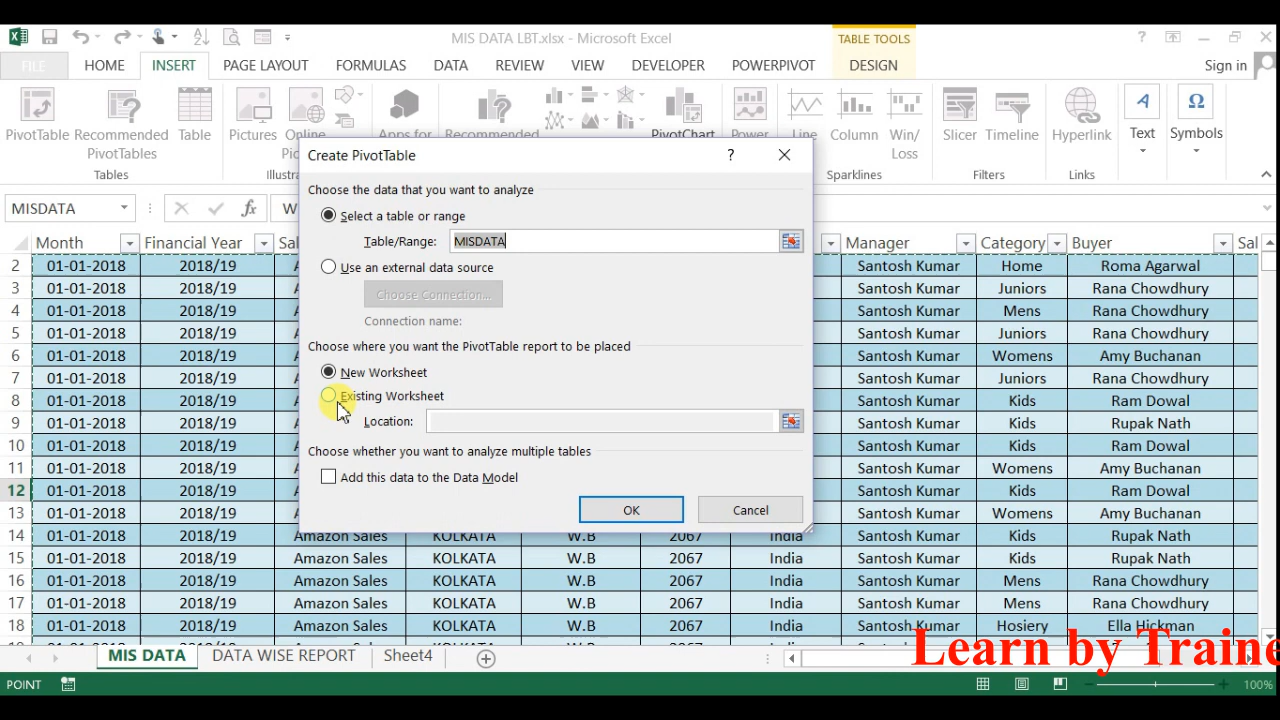 MIS DATA LBT.xlsx - Microsoft Excel
TABLE TOOLS
?
FILE HOME INSERT PAGE LAYOUT FORMULAS DATA REVIEW VIEW DEVELOPER POWERPIVOT DESIGN Sign in
PivotTable Recommended PivotTables Table Pictures Online Apps for Recommended PivotChart Power Line Column Win/Loss Slicer Timeline Hyperlink Text Symbols
Tables Sparklines Filters Links
MISDATA fx
Create PivotTable ?
Choose the data that you want to analyze
Select a table or range
Table/Range: MISDATA
Use an external data source
Choose Connection...
Connection name:
Choose where you want the PivotTable report to be placed
New Worksheet
Existing Worksheet
Location:
Choose whether you want to analyze multiple tables
Add this data to the Data Model
OK Cancel
Month Financial Year Manager Category Buyer
2 01-01-2018 2018/19 Santosh Kumar Home Roma Agarwal
3 01-01-2018 2018/19 Santosh Kumar Juniors Rana Chowdhury
4 01-01-2018 2018/19 Santosh Kumar Mens Rana Chowdhury
5 01-01-2018 2018/19 Santosh Kumar Juniors Rana Chowdhury
6 01-01-2018 2018/19 Santosh Kumar Womens Amy Buchanan
7 01-01-2018 2018/19 Santosh Kumar Juniors Rana Chowdhury
8 01-01-2018 2018/19 Santosh Kumar Kids Ram Dowal
9 01-01-2018 2018/19 Santosh Kumar Kids Rupak Nath
10 01-01-2018 2018/19 Santosh Kumar Kids Ram Dowal
11 01-01-2018 2018/19 Santosh Kumar Womens Amy Buchanan
12 01-01-2018 2018/19 Santosh Kumar Kids Ram Dowal
13 01-01-2018 2018/19 Santosh Kumar Womens Amy Buchanan
14 01-01-2018 2018/19 Amazon Sales KOLKATA W.B 2067 India Santosh Kumar Kids Rupak Nath
15 01-01-2018 2018/19 Amazon Sales KOLKATA W.B 2067 India Santosh Kumar Kids Rupak Nath
16 01-01-2018 2018/19 Amazon Sales KOLKATA W.B 2067 India Santosh Kumar Mens Rana Chowdhury
17 01-01-2018 2018/19 Amazon Sales KOLKATA W.B 2067 India Santosh Kumar Mens Rana Chowdhury
18 01-01-2018 2018/19 Amazon Sales KOLKATA W.B 2067 India Santosh Kumar Hosiery Ella Hickman
MIS DATA DATA WISE REPORT Sheet4
Learn by Traine
POINT 100%